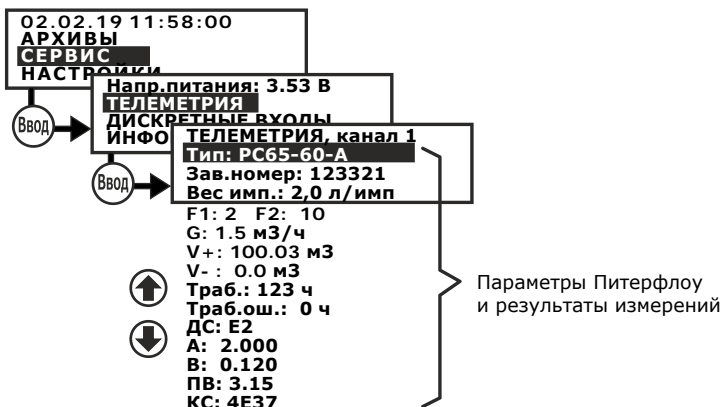 02.02.19 11:58:00
АРХИВЫ
СЕРВИС
НАСТРОЙКИ
Напр.питания: 3.53 В
ТЕЛЕМЕТРИЯ
ДИСКРЕТНЫЕ ВХОДЫ
ИНФО
ТЕЛЕМЕТРИЯ, канал 1
Тип: РС65-60-А
Зав.номер: 123321
Вес имп.: 2,0 л/имп
F1: 2 F2: 10
G: 1.5 м3/ч
V+: 100.03 м3
V- : 0.0 м3
Tраб.: 123 ч
Tраб.ош.: 0 ч
ДС: E2
A: 2.000
B: 0.120
ПВ: 3.15
КС: 4E37
Ввод
Ввод
Параметры Питерфлоу
и результаты измерений